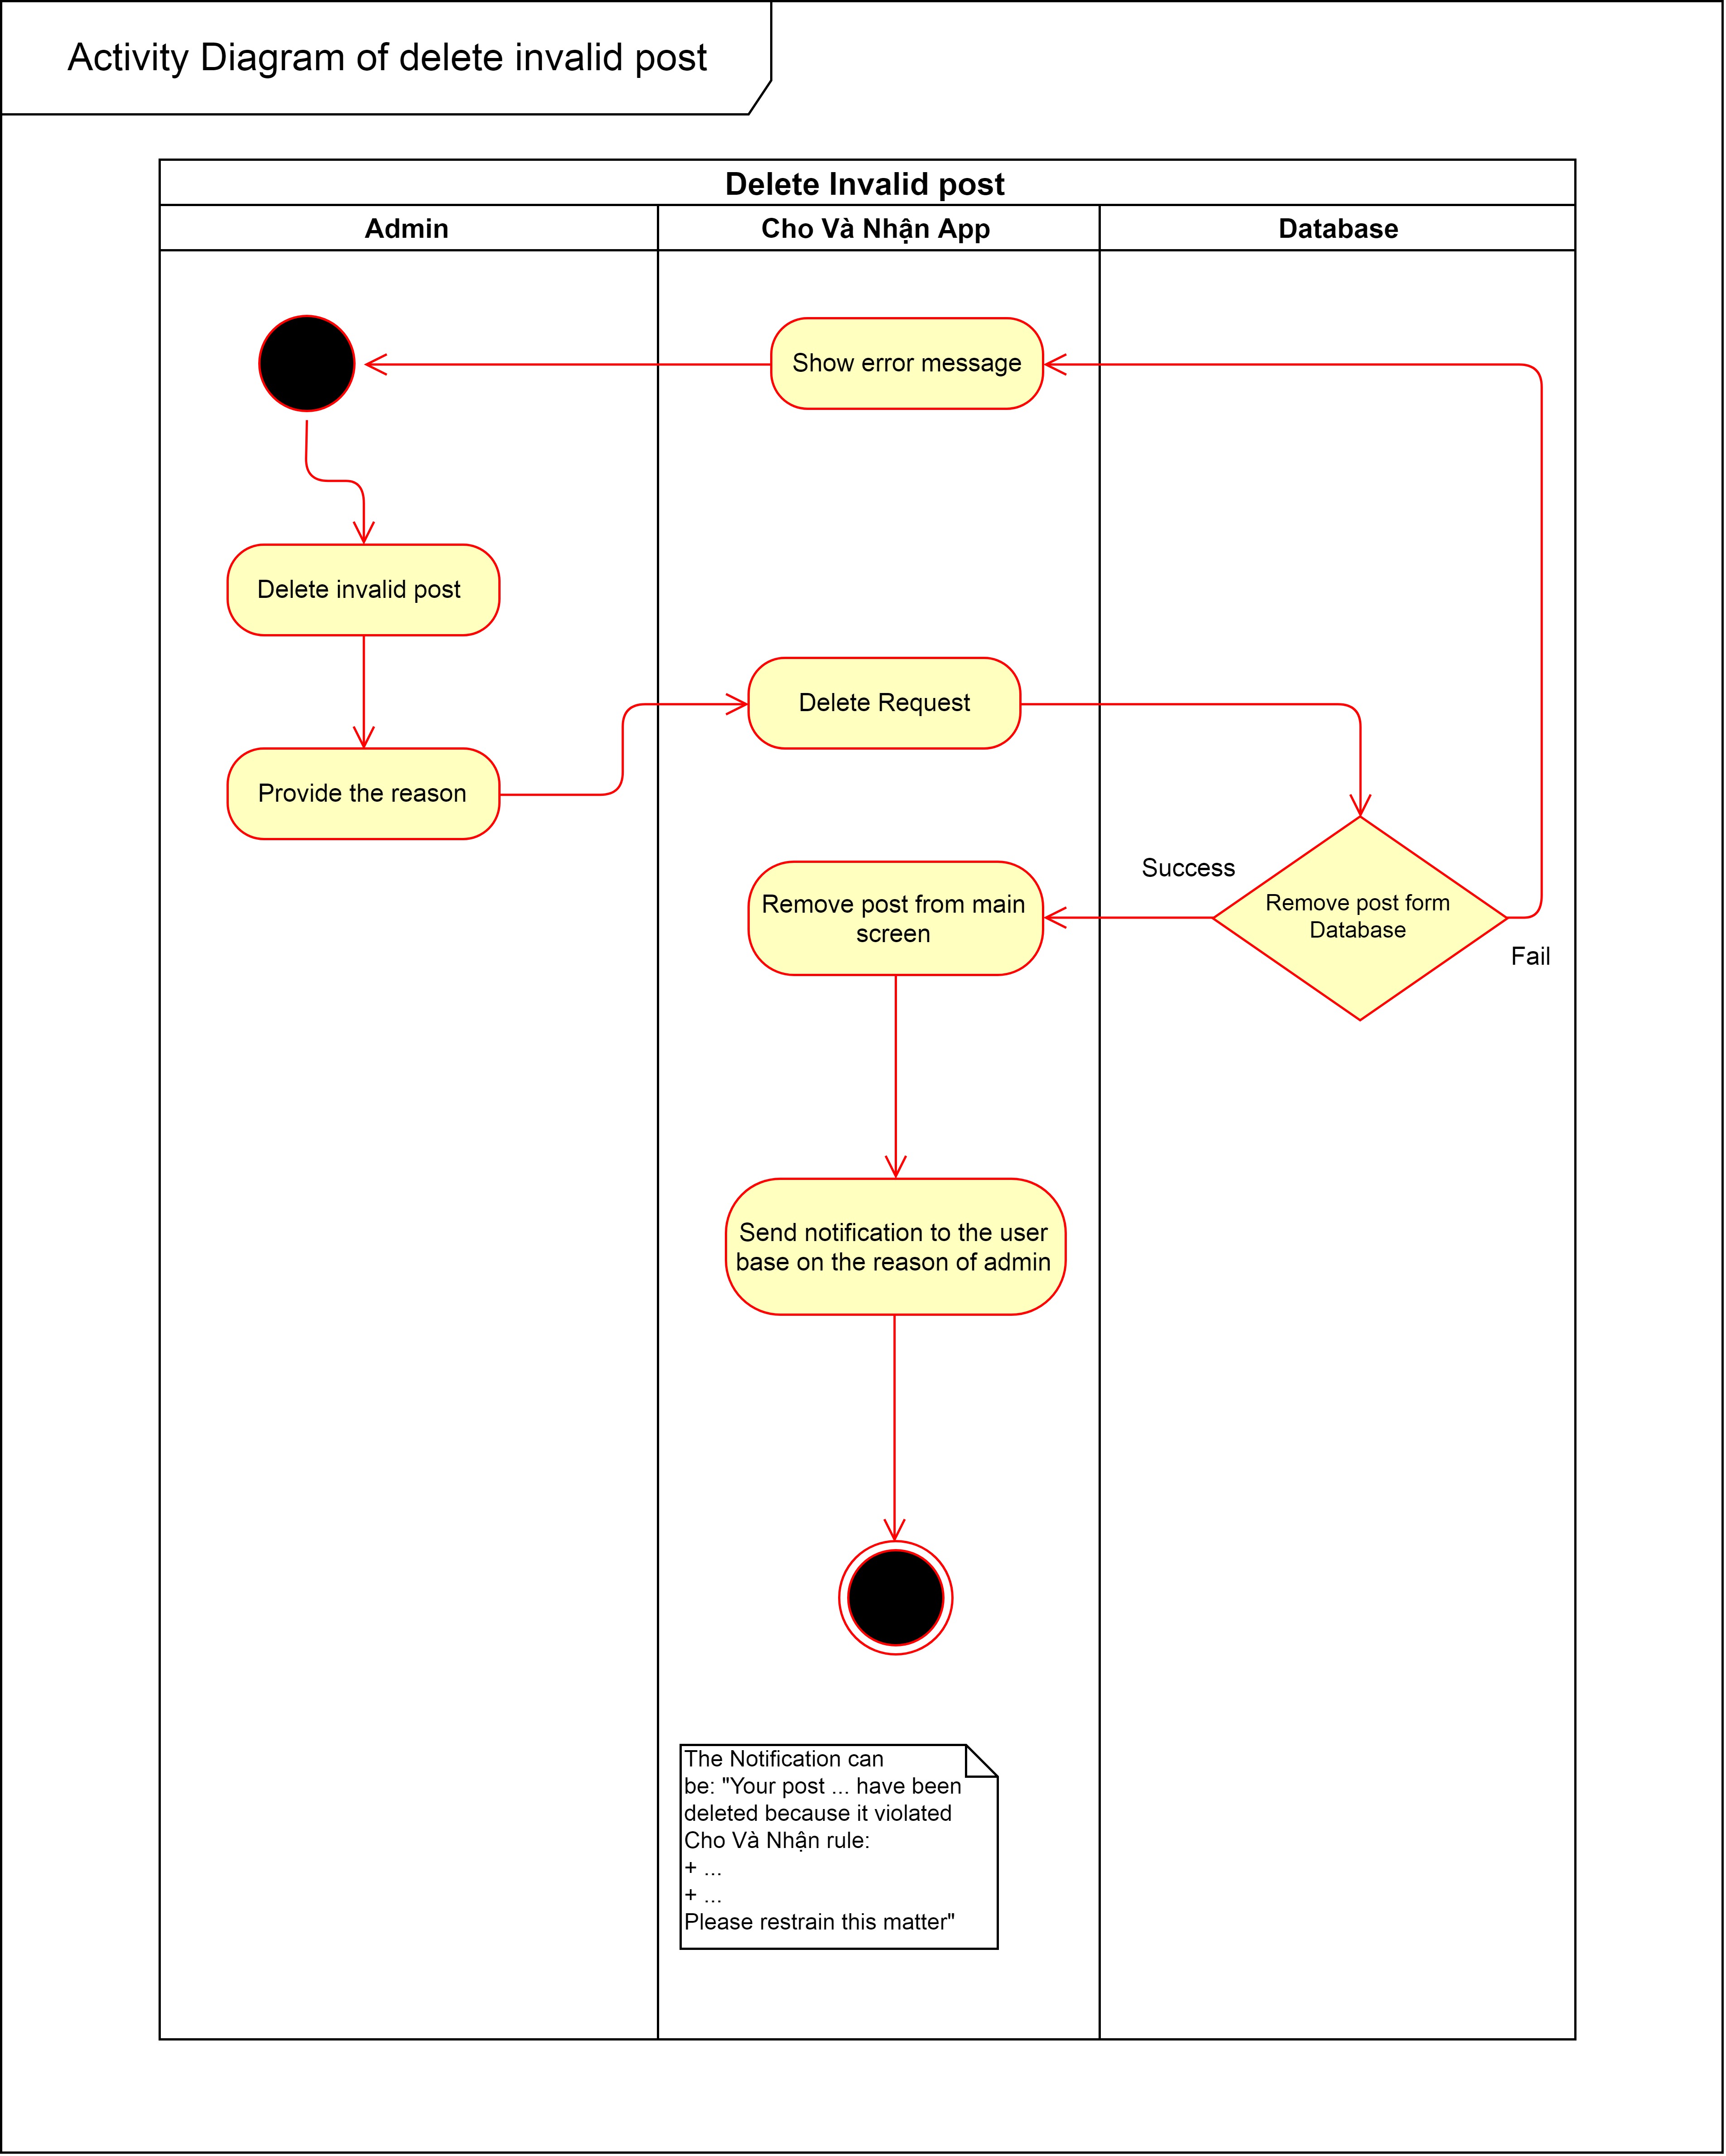 Activity Diagram of delete invalid post
Delete Invalid post
Admin
Cho Và Nhận App
Database
Show error message
Delete invalid post
Delete Request
Provide the reason
Success
Remove post from main
screen
Remove post form
Database
Fail
Send notification to the user
base on the reason of admin
The Notification can
be: "Your post ... have been
deleted because it violated
Cho Và Nhận rule:
+ ...
+ ...
Please restrain this matter"